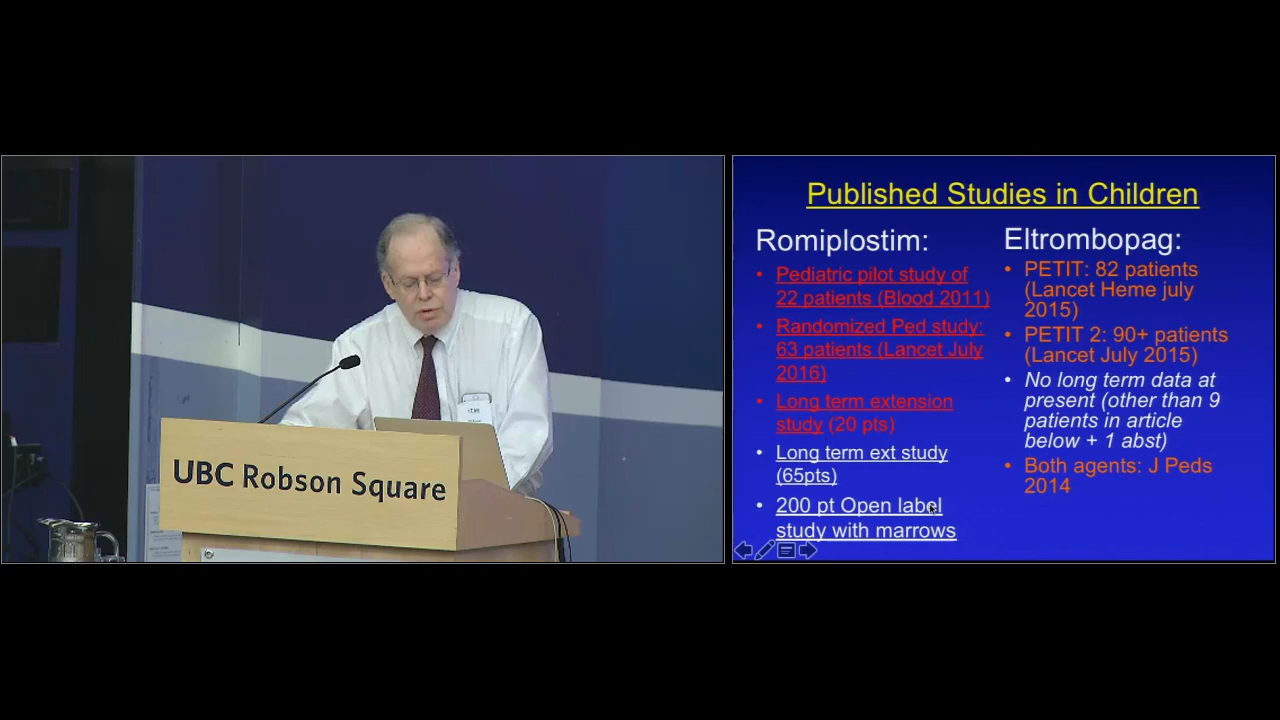 UBC Robson Square
Published Studies in Children
Romiplostim:
• Pediatric pilot study of
22 patients (Blood 2011)
• Randomized Ped study:
63 patients (Lancet July
2016)
• Long term extension
study (20 pts)
• Long term ext study
(65pts)
• 200 pt Open label
study with marrows
Eltrombopag:
• PETIT: 82 patients
(Lancet Heme july
2015)
• PETIT 2: 90+ patients
(Lancet July 2015)
• No long term data at
present (other than 9
patients in article
below + 1 abst)
• Both agents: J Peds
2014